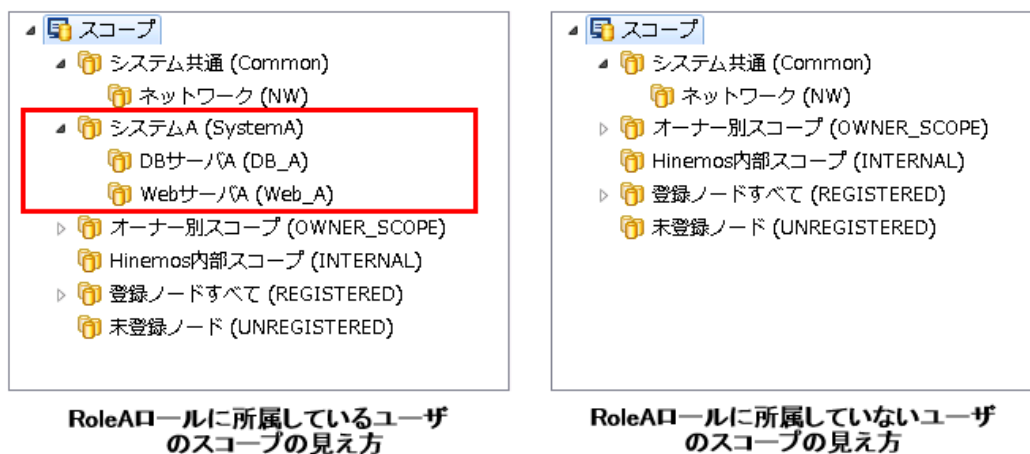 スコープ
システム共通 (Common)
ネットワーク (NW)
システムA (SystemA)
DBサーバA (DB_A)
WebサーバA (Web_A)
オーナー別スコープ (OWNER_SCOPE)
Hinemos内部スコープ (INTERNAL)
登録ノードすべて (REGISTERED)
未登録ノード (UNREGISTERED)
RoleAロールに所属しているユーザ
のスコープの見え方
スコープ
システム共通 (Common)
ネットワーク (NW)
オーナー別スコープ (OWNER_SCOPE)
Hinemos内部スコープ (INTERNAL)
登録ノードすべて (REGISTERED)
未登録ノード (UNREGISTERED)
RoleAロールに所属していないユーザ
のスコープの見え方